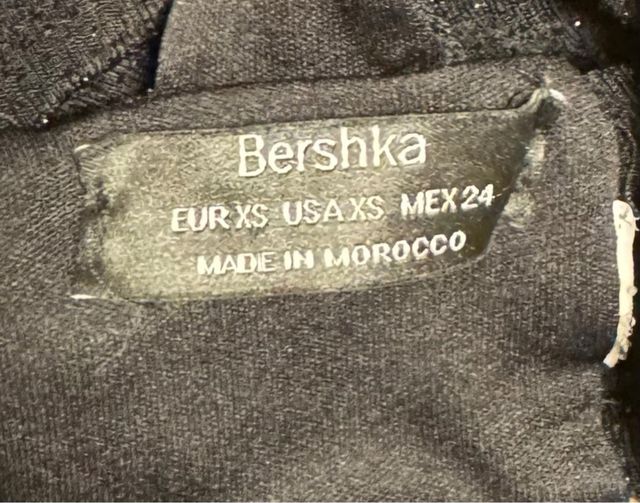 Bershka
EUR XS USA XS MEX 24
MADE IN MOROCCO